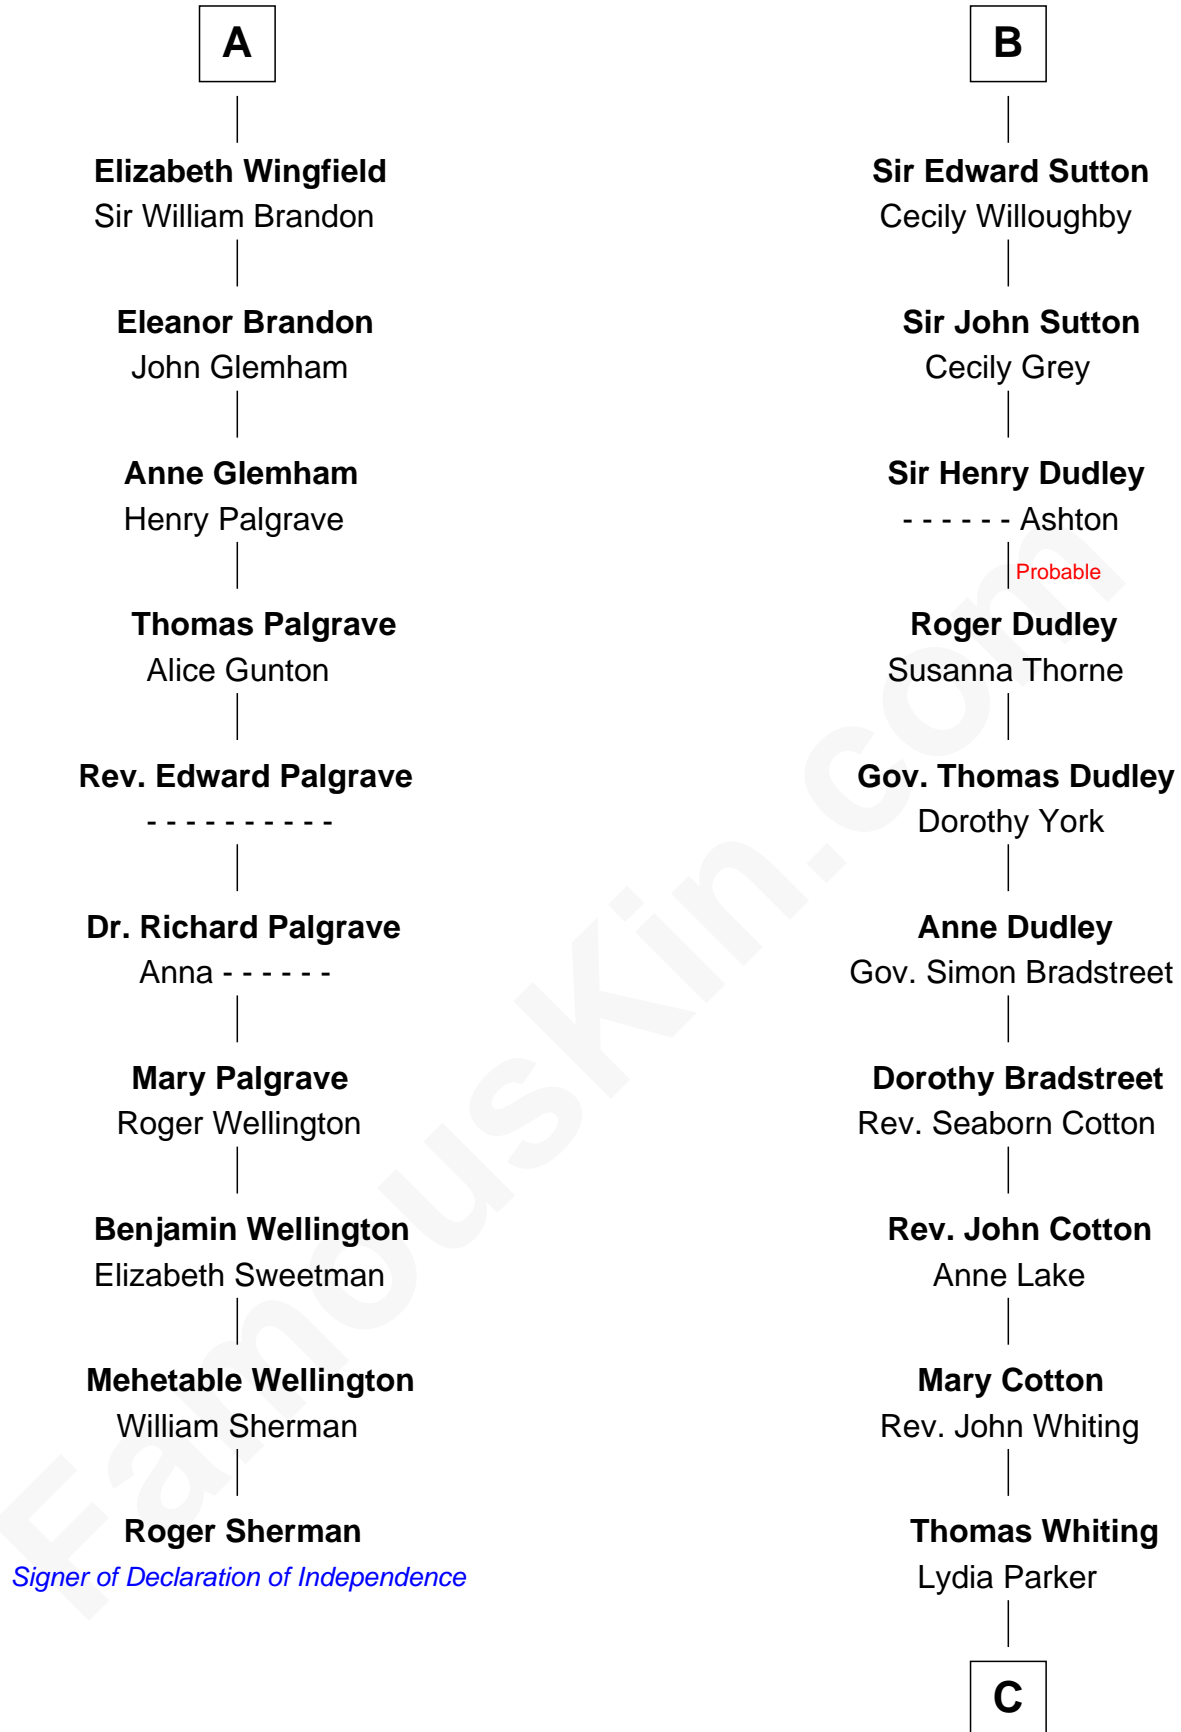 A
Elizabeth Wingfield
Sir William Brandon
Eleanor Brandon
John Glemham
Anne Glemham
Henry Palgrave
Thomas Palgrave
Alice Gunton
Rev. Edward Palgrave
- - - - - - - - - -
Dr. Richard Palgrave
Anna - - - - - -
Mary Palgrave
Roger Wellington
Benjamin Wellington
Elizabeth Sweetman
Mehetable Wellington
William Sherman
Roger Sherman
Signer of Declaration of Independence
B
Sir Edward Sutton
Cecily Willoughby
Sir John Sutton
Cecily Grey
Sir Henry Dudley
- - - - - - Ashton
Probable
Roger Dudley
Susanna Thorne
Gov. Thomas Dudley
Dorothy York
Anne Dudley
Gov. Simon Bradstreet
Dorothy Bradstreet
Rev. Seaborn Cotton
Rev. John Cotton
Anne Lake
Mary Cotton
Rev. John Whiting
Thomas Whiting
Lydia Parker
C
FamousKin.com